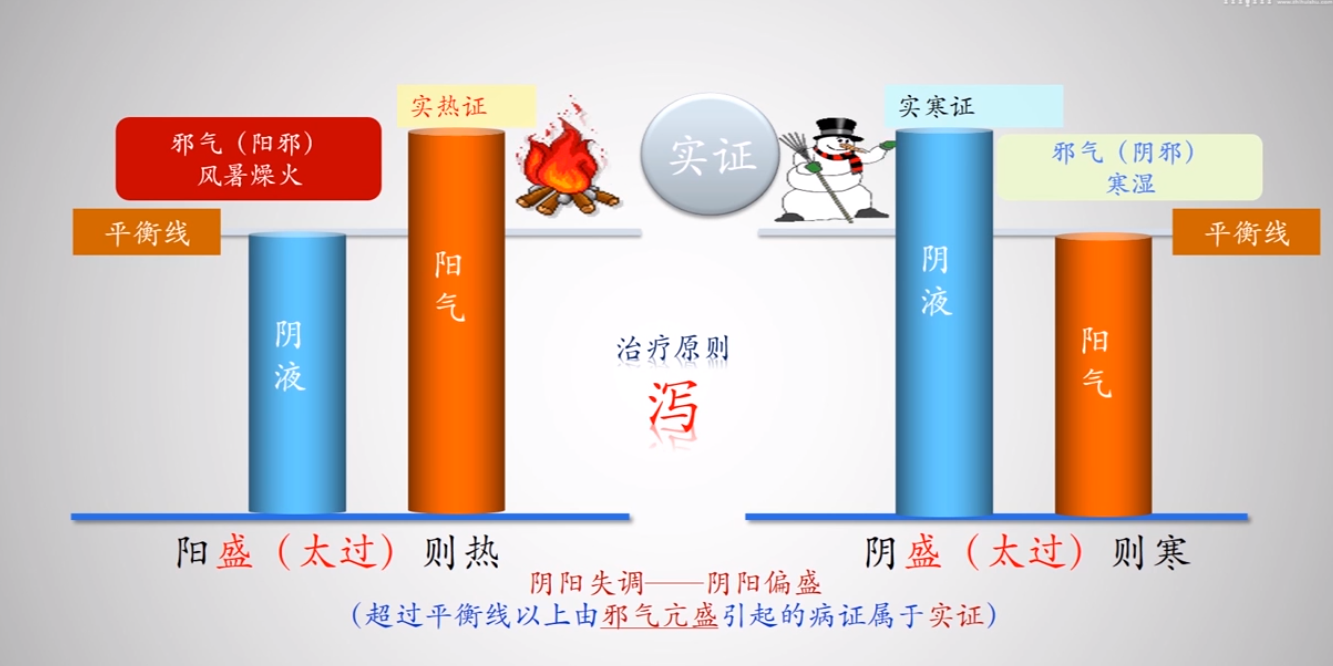 实热证
实证
实寒证
邪气（阳邪）
风暑燥火
邪气（阴邪）
寒湿
平衡线
平衡线
阴液
阳气
阴液
阳气
治疗原则
泻
阳盛（太过）则热
阴盛（太过）则寒
阴阳失调——阴阳偏盛
（超过平衡线以上由邪气亢盛引起的病证属于实证）